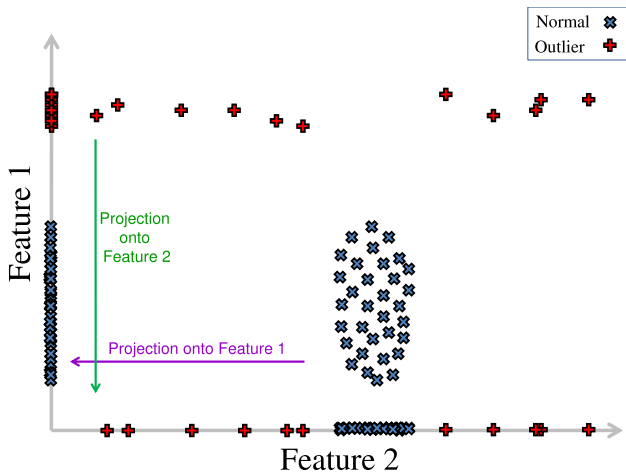 Normal
Outlier
Feature 1
Projection
onto
Feature 2
Projection onto Feature 1
Feature 2